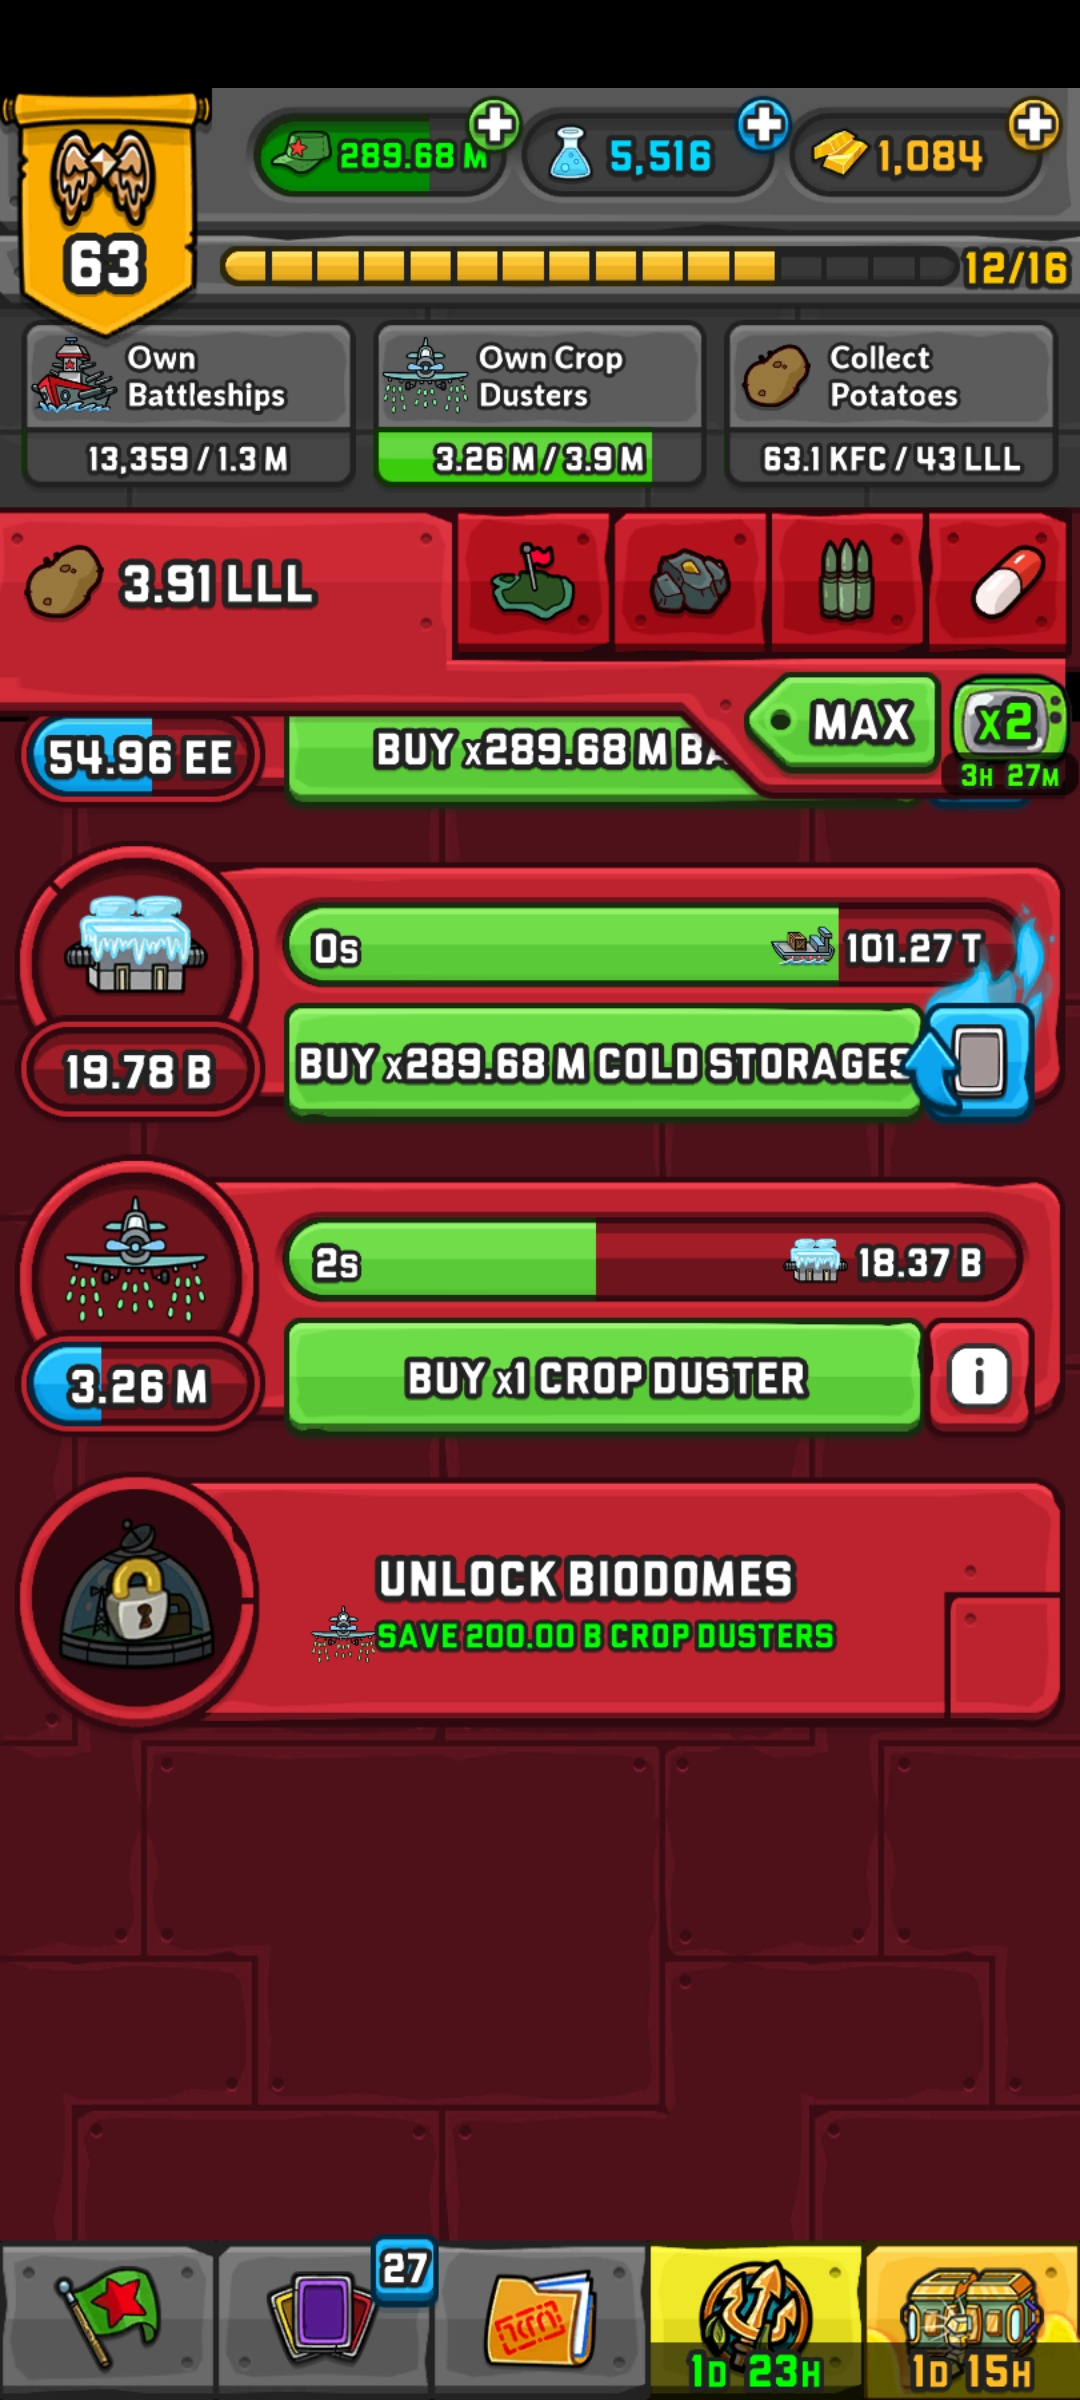 289.68 M
5,516
1,084
63
12/16
Own Battleships
13,359 / 1.3 M
Own Crop Dusters
3.26 M / 3.9 M
Collect Potatoes
63.1 KFC / 43 LLL
3.91 LLL
MAX
x2
3H 27M
54.96 EE
BUY x289.68 M BA
0s
101.27 T
19.78 B
BUY x289.68 M COLD STORAGES
2s
18.37 B
3.26 M
BUY x1 CROP DUSTER
i
UNLOCK BIODOMES
SAVE 200.00 B CROP DUSTERS
27
1D 23H
1D 15H